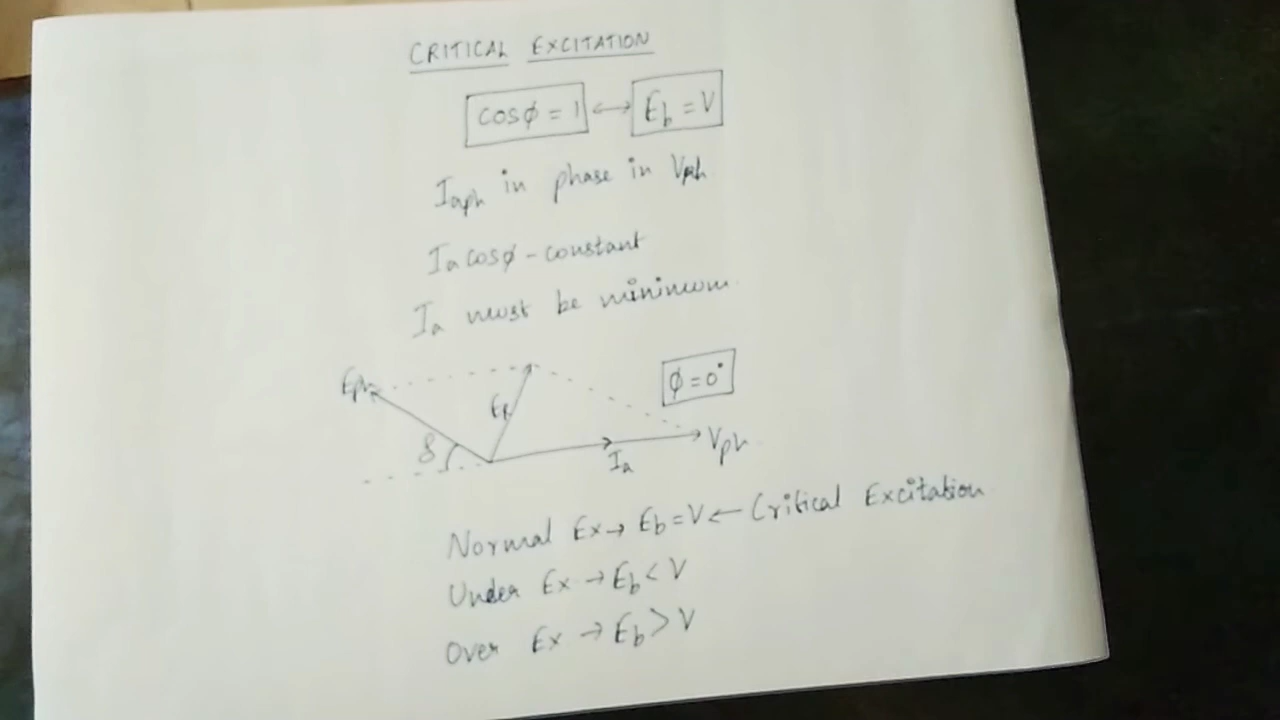 CRITICAL EXCITATION
cosφ = 1 ↔ Eb = V
Iaph in phase in Vph
Ia cosφ - constant
Ia must be minimum.
Eph
ER
φ = 0°
δ
Ia
Vph
Normal Ex → Eb = V ← Critical Excitation
Under Ex → Eb < V
Over Ex → Eb > V